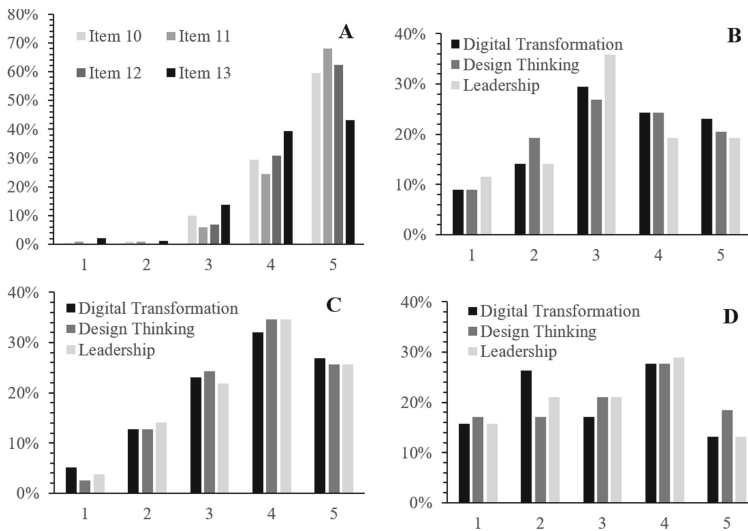 80%
70%
60%
50%
40%
30%
20%
10%
0%
Item 10 Item 11
Item 12 Item 13
A
1 2 3 4 5
40%
30%
20%
10%
0%
Digital Transformation
Design Thinking
Leadership
B
1 2 3 4 5
40%
30%
20%
10%
0%
Digital Transformation
Design Thinking
Leadership
C
1 2 3 4 5
40%
30%
20%
10%
0%
Digital Transformation
Design Thinking
Leadership
D
1 2 3 4 5